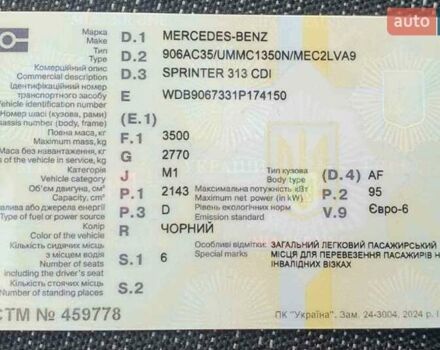 auto
Марка
Make D.1 MERCEDES-BENZ
Тип
Type D.2 906AC35/UMMC1350N/MEC2LVA9
Комерційний опис
Commercial description D.3 SPRINTER 313 CDI
Ідентифікаційний номер
транспортного засобу
Vehicle identification number E WDB9067331P174150
Номер шасі (кузова, рами)
number (body, frame) (E.1)
Повна маса, кг
Maximum mass, kg F.1 3500
Маса без навантаження, кг
of the vehicle in service, kg G 2770
Категорія
Vehicle category J M1 Тип кузова
Body type (D.4) AF
Об'єм двигуна, см³
Capacity, cm³ P.1 2143 Максимальна потужність кВт
Maximum net power (in kW) P.2 95
або джерело енергії
Type of fuel or power source P.3 D Рівень екологічних норм
Emission standard V.9 Євро-6
Колір
Color of the vehicle R ЧОРНИЙ
Кількість сидячих місць
з місцем водія
Number of seats
including the driver's seat S.1 6
Особливі відмітки:
Special marks ЗАГАЛЬНИЙ ЛЕГКОВИЙ ПАСАЖИРСЬКИЙ
МІСЦЯ ДЛЯ ПЕРЕВЕЗЕННЯ ПАСАЖИРІВ
ІНВАЛІДНИХ ВІЗКАХ
Кількість стоячих місць
Number of standing places S.2
СТМ № 459778
ПК "Україна". Зам. 24-3004, 2024 р. I